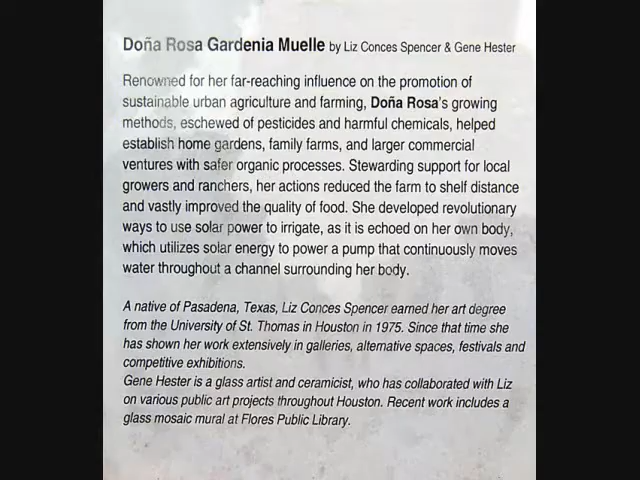 Doña Rosa Gardenia Muelle by Liz Conces Spencer & Gene Hester
Renowned for her far-reaching influence on the promotion of
sustainable urban agriculture and farming, Doña Rosa's growing
methods, eschewed of pesticides and harmful chemicals, helped
establish home gardens, family farms, and larger commercial
ventures with safer organic processes. Stewarding support for local
growers and ranchers, her actions reduced the farm to shelf distance
and vastly improved the quality of food. She developed revolutionary
ways to use solar power to irrigate, as it is echoed on her own body,
which utilizes solar energy to power a pump that continuously moves
water throughout a channel surrounding her body.
A native of Pasadena, Texas, Liz Conces Spencer earned her art degree
from the University of St. Thomas in Houston in 1975. Since that time she
has shown her work extensively in galleries, alternative spaces, festivals and
competitive exhibitions.
Gene Hester is a glass artist and ceramicist, who has collaborated with Liz
on various public art projects throughout Houston. Recent work includes a
glass mosaic mural at Flores Public Library.